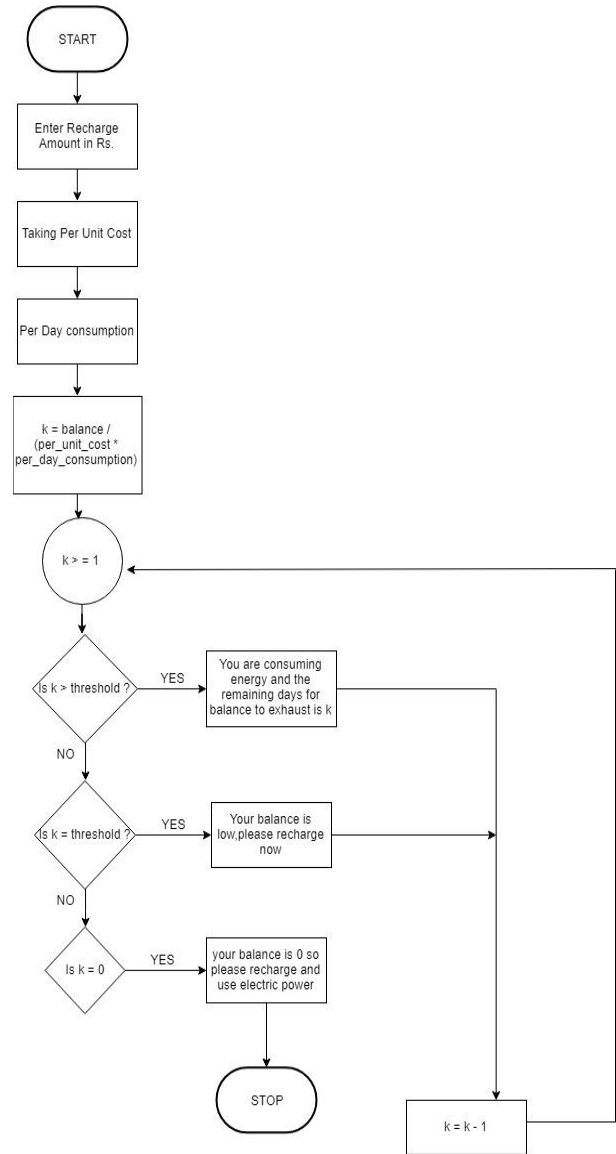 START
Enter Recharge
Amount in Rs.
Taking Per Unit Cost
Per Day consumption
k = balance /
(per_unit_cost *
per_day_consumption)
k > = 1
Is k > threshold ?
YES
You are consuming
energy and the
remaining days for
balance to exhaust is k
NO
Is k = threshold ?
YES
Your balance is
low,please recharge
now
NO
Is k = 0
YES
your balance is 0 so
please recharge and
use electric power
STOP
k = k - 1